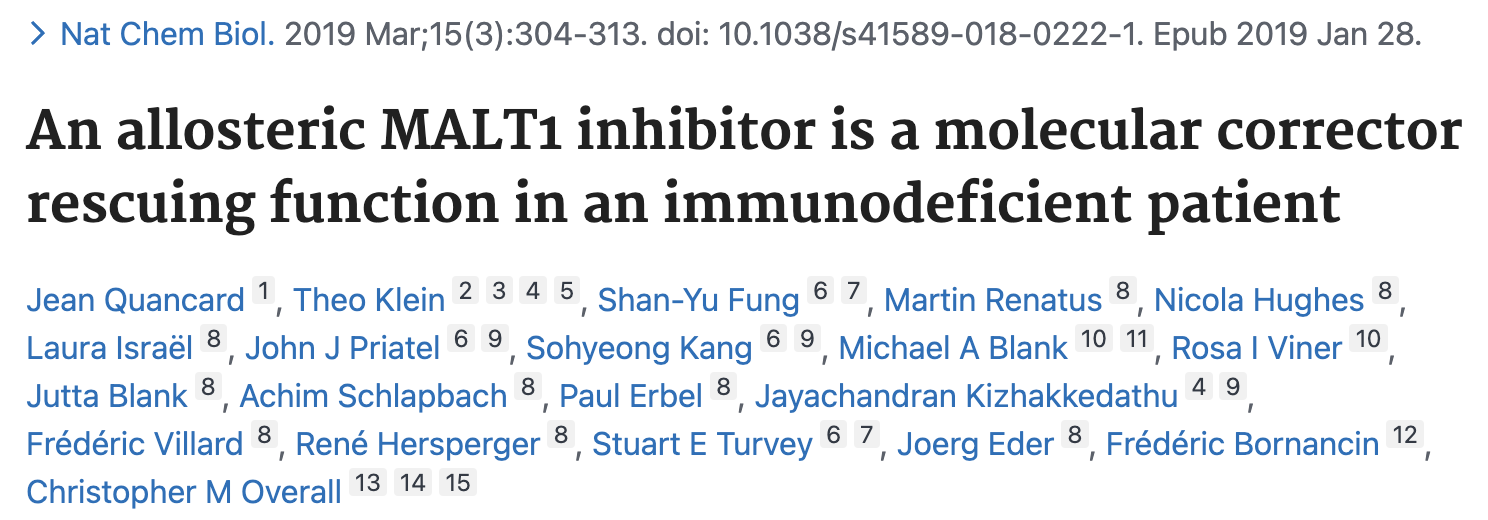 > Nat Chem Biol. 2019 Mar;15(3):304-313. doi: 10.1038/s41589-018-0222-1. Epub 2019 Jan 28.
An allosteric MALT1 inhibitor is a molecular corrector
rescuing function in an immunodeficient patient
Jean Quancard 1, Theo Klein 2 3 4 5, Shan-Yu Fung 6 7, Martin Renatus 8, Nicola Hughes 8,
Laura Israël 8, John J Priatel 6 9, Sohyeong Kang 6 9, Michael A Blank 10 11, Rosa I Viner 10,
Jutta Blank 8, Achim Schlapbach 8, Paul Erbel 8, Jayachandran Kizhakkedathu 4 9,
Frédéric Villard 8, René Hersperger 8, Stuart E Turvey 6 7, Joerg Eder 8, Frédéric Bornancin 12,
Christopher M Overall 13 14 15